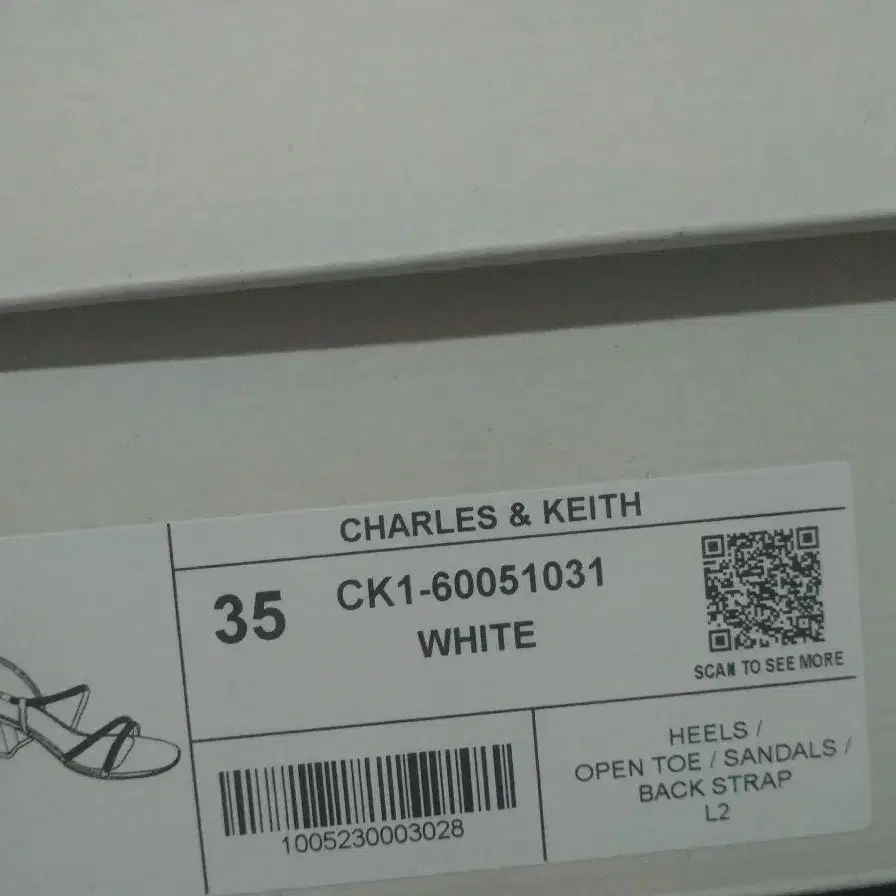 CHARLES & KEITH
35
CK1-60051031
WHITE
SCAN TO SEE MORE
1005230003028
HEELS /
OPEN TOE / SANDALS /
BACK STRAP
L2